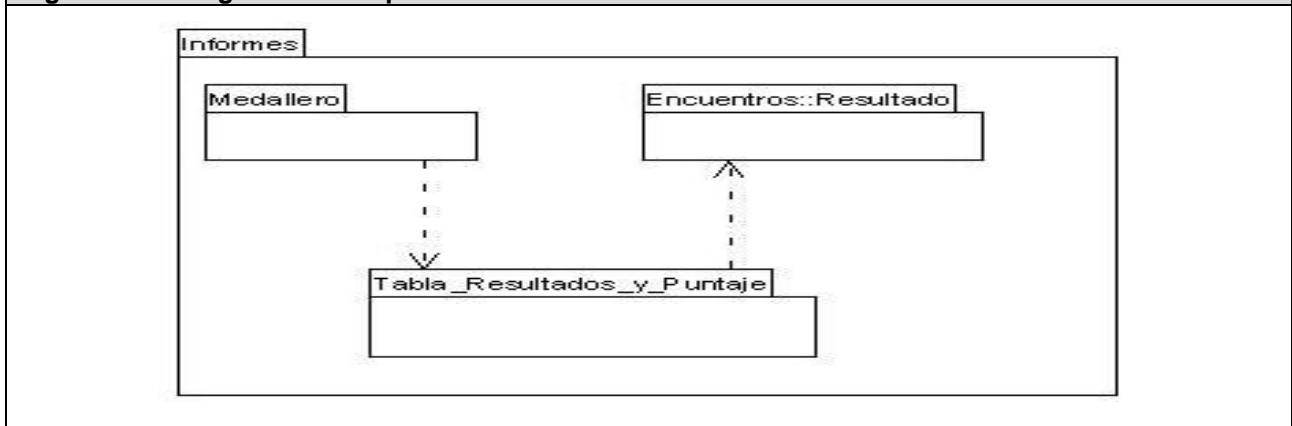 Informes
Medallero
Encuentros::Resultado
Tabla_Resultados_y_Puntaje